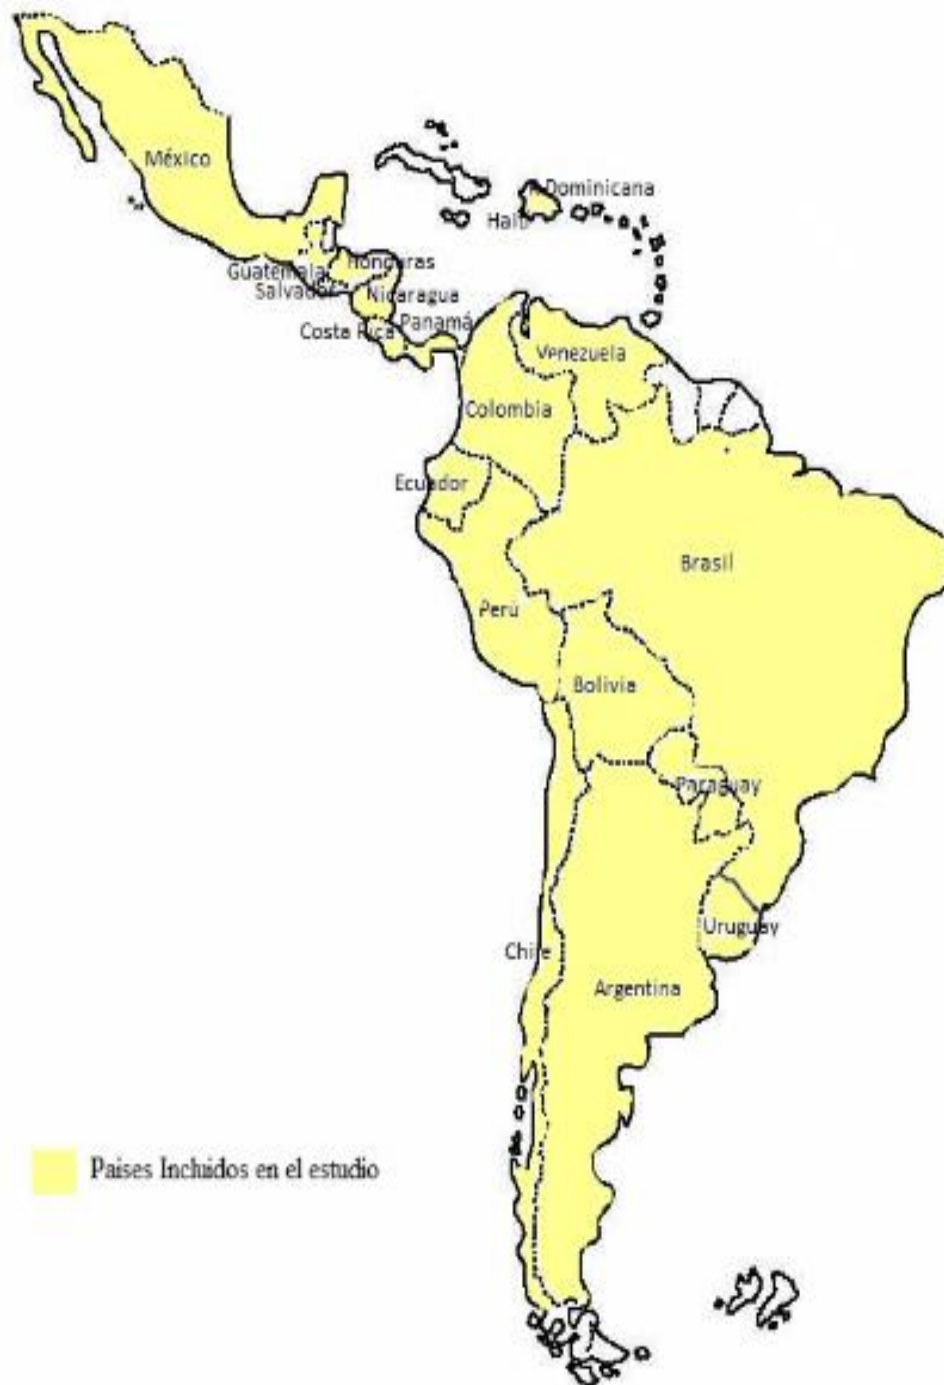 México
R Dominicana
Haití
Guatemala
Honduras
Salvador
Nicaragua
Costa Rica
Panamá
Venezuela
Colombia
Ecuador
Brasil
Perú
Bolivia
Paraguay
Uruguay
Chile
Argentina
Paises Incluidos en el estudio